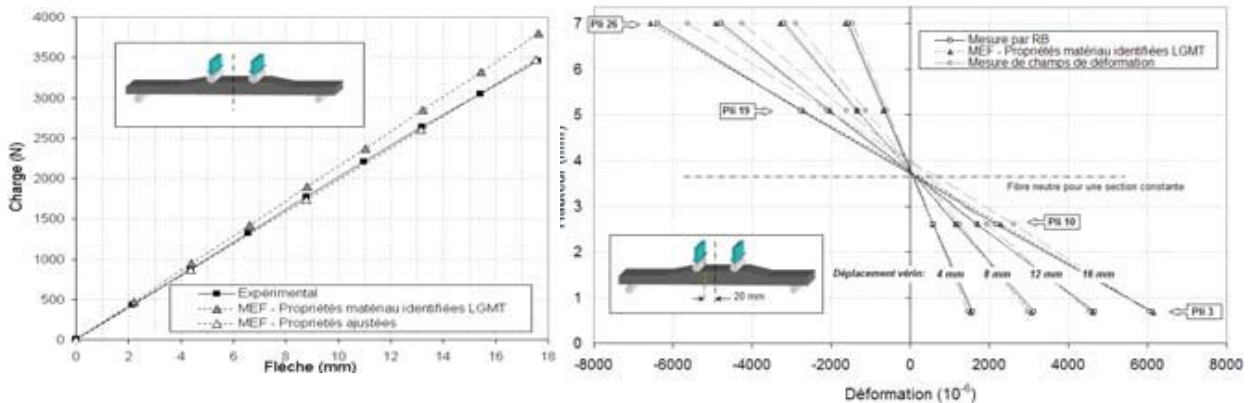 4000
3500
3000
2500
2000
1500
1000
500
0
Charge (N)
Expérimental
MEF - Propriétés matériau identifiées LGMT
MEF - Propriétés ajustées
0 2 4 6 8 10 12 14 16 18
Flèche (mm)
7
6
5
4
3
2
1
0
Pli 26
Mesure par RB
MEF - Propriétés matériau identifiées LGMT
Mesure de champs de déformation
Pli 19
Fibre neutre pour une section constante
Pli 10
Déplacement vérin: 4 mm 8 mm 12 mm 16 mm
20 mm
Pli 3
-8000 -6000 -4000 -2000 0 2000 4000 6000 8000
Déformation (10⁻⁶)